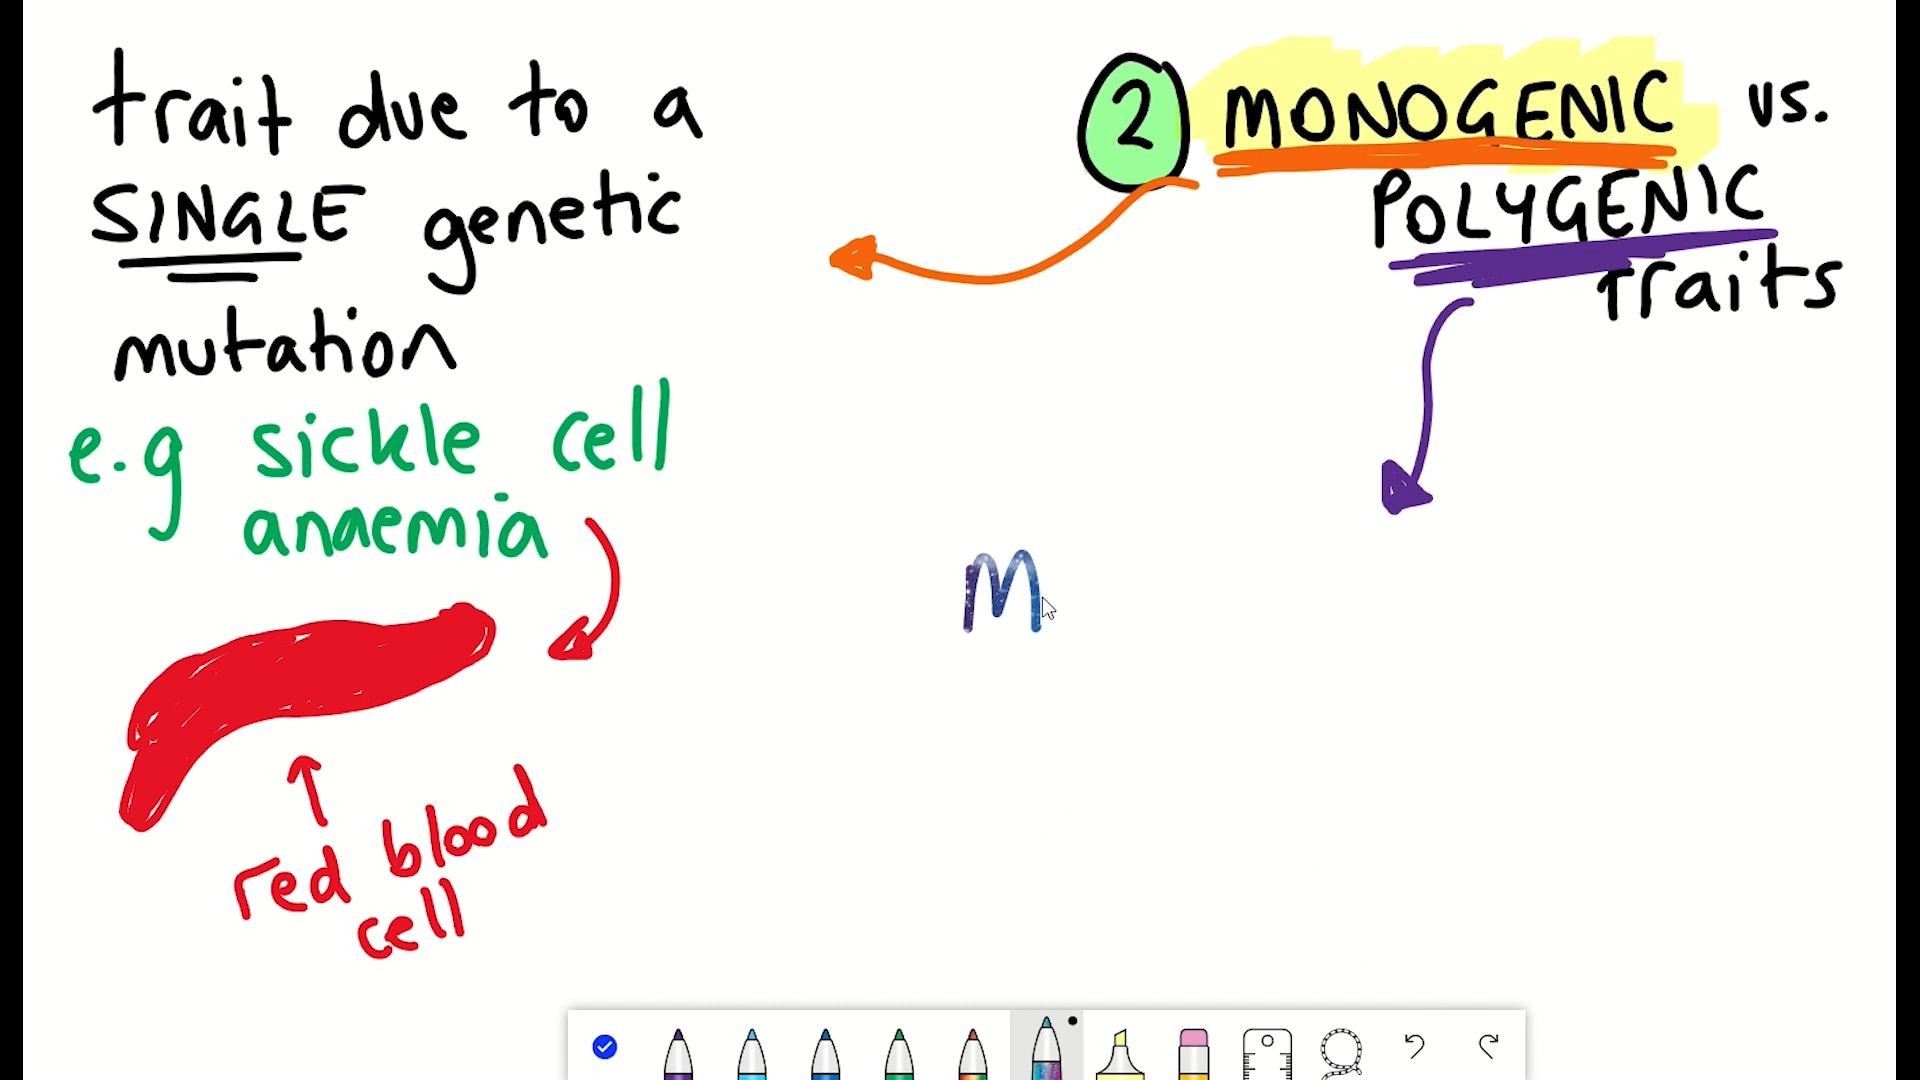 trait due to a
SINGLE genetic
mutation
e.g sickle cell
anaemia
red blood
cell
2 MONOGENIC vs.
POLYGENIC
traits
M